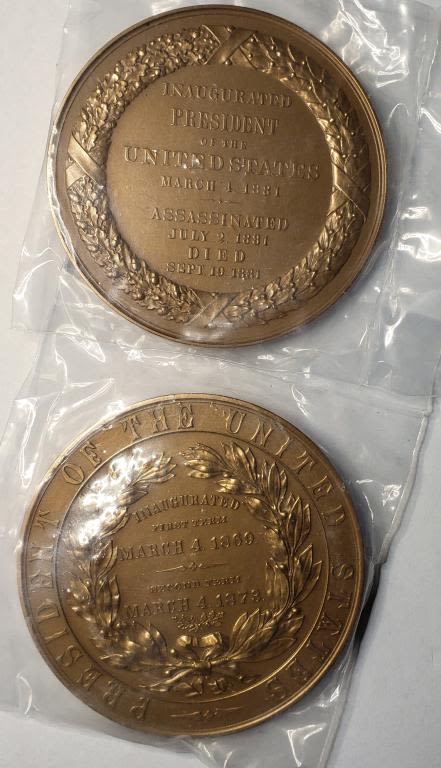 INAUGURATED
PRESIDENT
OF THE
UNITED STATES
MARCH 4, 1881
ASSASSINATED
JULY 2, 1881
DIED
SEPT. 19 1881
PRESIDENT OF THE UNITED STATES
INAUGURATED
FIRST TERM
MARCH 4. 1869.
SECOND TERM
MARCH 4. 1873.